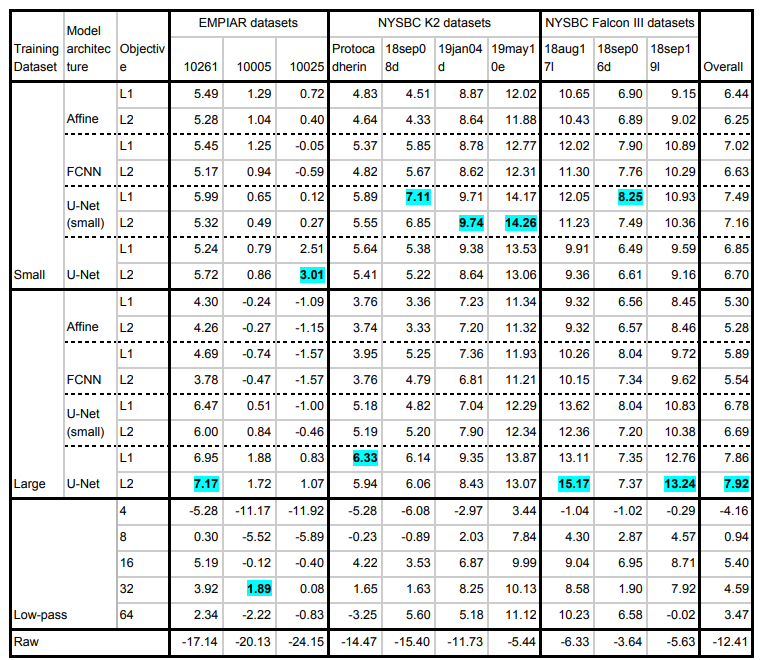 EMPIAR datasets NYSBC K2 datasets NYSBC Falcon III datasets
Training Dataset Model architec ture Objectiv e 10261 10005 10025 Protoca dherin 18sep0 8d 19jan04 d 19may1 0e 18aug1 7l 18sep0 6d 18sep1 9l Overall
L1 5.49 1.29 0.72 4.83 4.51 8.87 12.02 10.65 6.90 9.15 6.44
Affine L2 5.28 1.04 0.40 4.64 4.33 8.64 11.88 10.43 6.89 9.02 6.25
L1 5.45 1.25 -0.05 5.37 5.85 8.78 12.77 12.02 7.90 10.89 7.02
FCNN L2 5.17 0.94 -0.59 4.82 5.67 8.62 12.31 11.30 7.76 10.29 6.63
U-Net L1 5.99 0.65 0.12 5.89 7.11 9.71 14.17 12.05 8.25 10.93 7.49
(small) L2 5.32 0.49 0.27 5.55 6.85 9.74 14.26 11.23 7.49 10.36 7.16
L1 5.24 0.79 2.51 5.64 5.38 9.38 13.53 9.91 6.49 9.59 6.85
Small U-Net L2 5.72 0.86 3.01 5.41 5.22 8.64 13.06 9.36 6.61 9.16 6.70
L1 4.30 -0.24 -1.09 3.76 3.36 7.23 11.34 9.32 6.56 8.45 5.30
Affine L2 4.26 -0.27 -1.15 3.74 3.33 7.20 11.32 9.32 6.57 8.46 5.28
L1 4.69 -0.74 -1.57 3.95 5.25 7.36 11.93 10.26 8.04 9.72 5.89
FCNN L2 3.78 -0.47 -1.57 3.76 4.79 6.81 11.21 10.15 7.34 9.62 5.54
U-Net L1 6.47 0.51 -1.00 5.18 4.82 7.04 12.29 13.62 8.04 10.83 6.78
(small) L2 6.00 0.84 -0.46 5.19 5.20 7.90 12.34 12.36 7.20 10.38 6.69
L1 6.95 1.88 0.83 6.33 6.14 9.35 13.87 13.11 7.35 12.76 7.86
Large U-Net L2 7.17 1.72 1.07 5.94 6.06 8.43 13.07 15.17 7.37 13.24 7.92
4 -5.28 -11.17 -11.92 -5.28 -6.08 -2.97 3.44 -1.04 -1.02 -0.29 -4.16
8 0.30 -5.52 -5.89 -0.23 -0.89 2.03 7.84 4.30 2.87 4.57 0.94
16 5.19 -0.12 -0.40 4.22 3.53 6.87 9.99 9.04 6.95 8.71 5.40
32 3.92 1.89 0.08 1.65 1.63 8.25 10.13 8.58 1.90 7.92 4.59
Low-pass 64 2.34 -2.22 -0.83 -3.25 5.60 5.18 11.12 10.23 6.58 -0.02 3.47
Raw -17.14 -20.13 -24.15 -14.47 -15.40 -11.73 -5.44 -6.33 -3.64 -5.63 -12.41